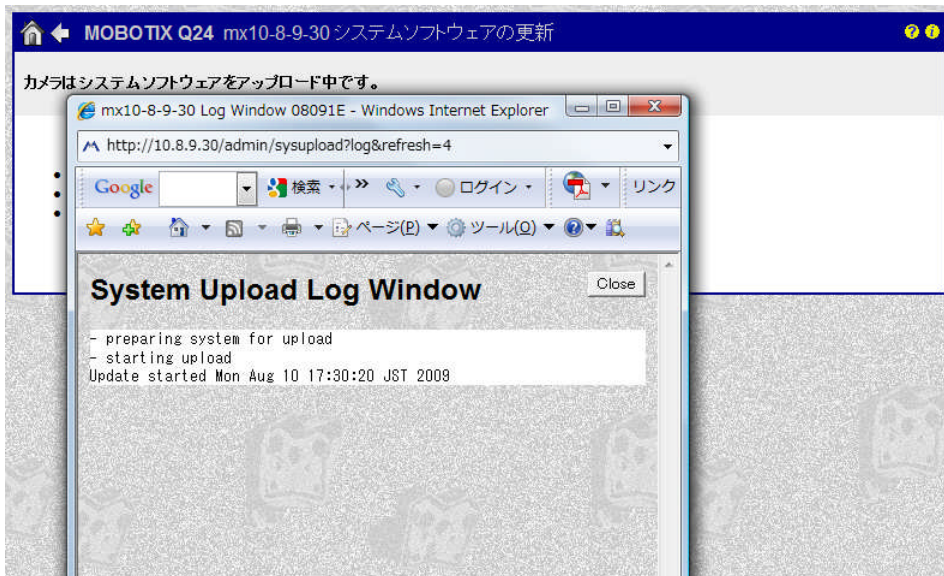 MOBOTIX Q24 mx10-8-9-30 システムソフトウェアの更新
カメラはシステムソフトウェアをアップロード中です。
mx10-8-9-30 Log Window 08091E - Windows Internet Explorer
http://10.8.9.30/admin/sysupload?log&refresh=4
Google 検索 ログイン リンク
ページ(P) ツール(O)
System Upload Log Window
Close
- preparing system for upload
- starting upload
Update started Mon Aug 10 17:30:20 JST 2009